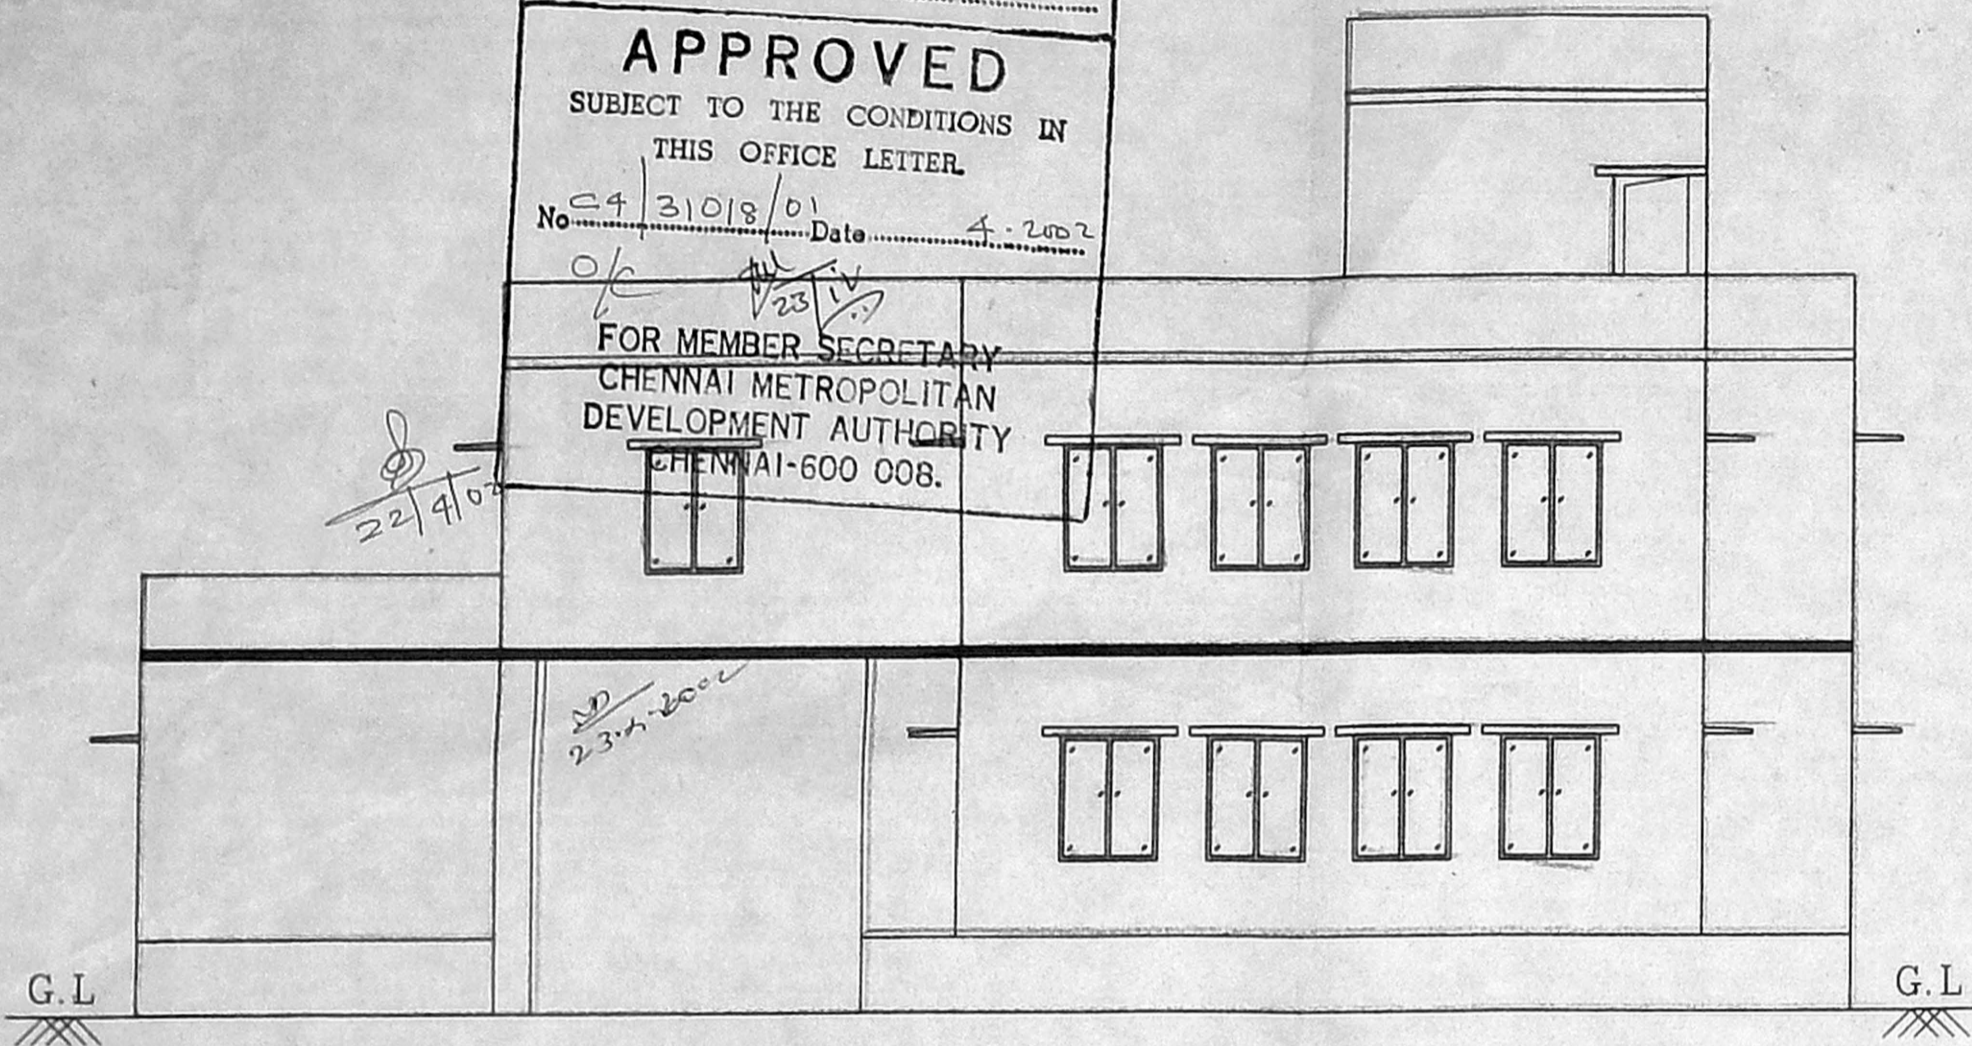 APPROVED
SUBJECT TO THE CONDITIONS IN
THIS OFFICE LETTER
No C4/31018/01 Date 4-2002
O/C
23/iv
FOR MEMBER SECRETARY
CHENNAI METROPOLITAN
DEVELOPMENT AUTHORITY
CHENNAI-600 008.
22/4/02
23.4.2002
G.L
G.L